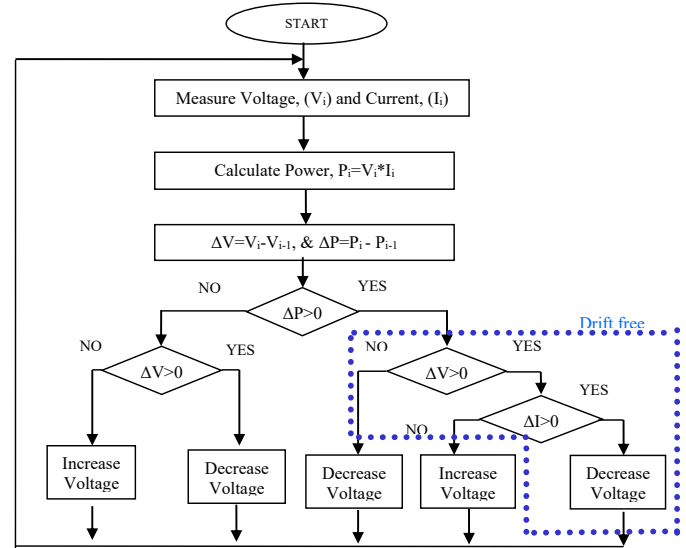 START
Measure Voltage, (Vᵢ) and Current, (Iᵢ)
Calculate Power, Pᵢ=Vᵢ*Iᵢ
ΔV=Vᵢ-Vᵢ₋₁, & ΔP=Pᵢ - Pᵢ₋₁
NO
YES
ΔP>0
Drift free
NO
YES
NO
YES
ΔV>0
ΔV>0
YES
NO
ΔI>0
Increase
Voltage
Decrease
Voltage
Decrease
Voltage
Increase
Voltage
Decrease
Voltage